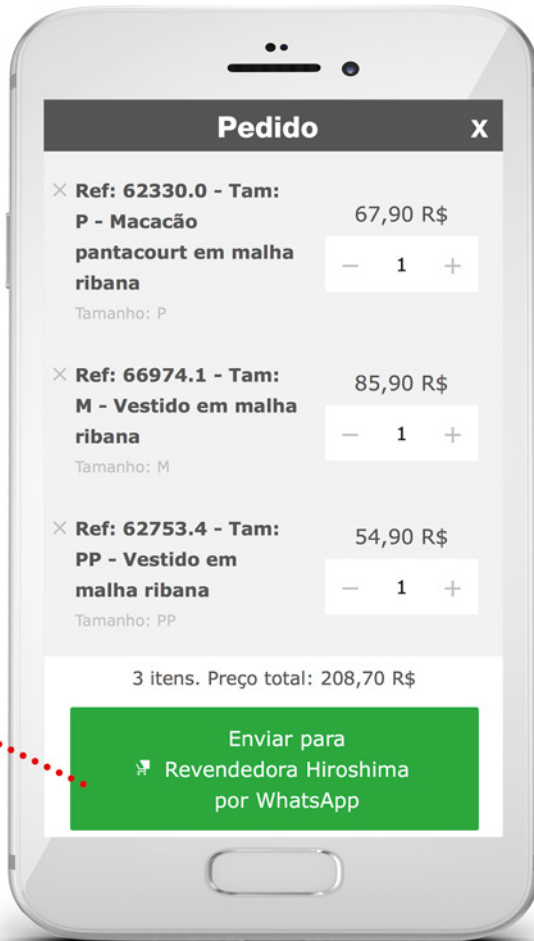 Pedido X
Ref: 62330.0 - Tam:
P - Macacão
pantacourt em malha
ribana
67,90 R$
— 1 +
Tamanho: P
Ref: 66974.1 - Tam:
M - Vestido em malha
ribana
85,90 R$
— 1 +
Tamanho: M
Ref: 62753.4 - Tam:
PP - Vestido em
malha ribana
54,90 R$
— 1 +
Tamanho: PP
3 itens. Preço total: 208,70 R$
Enviar para
Revendedora Hiroshima
por WhatsApp